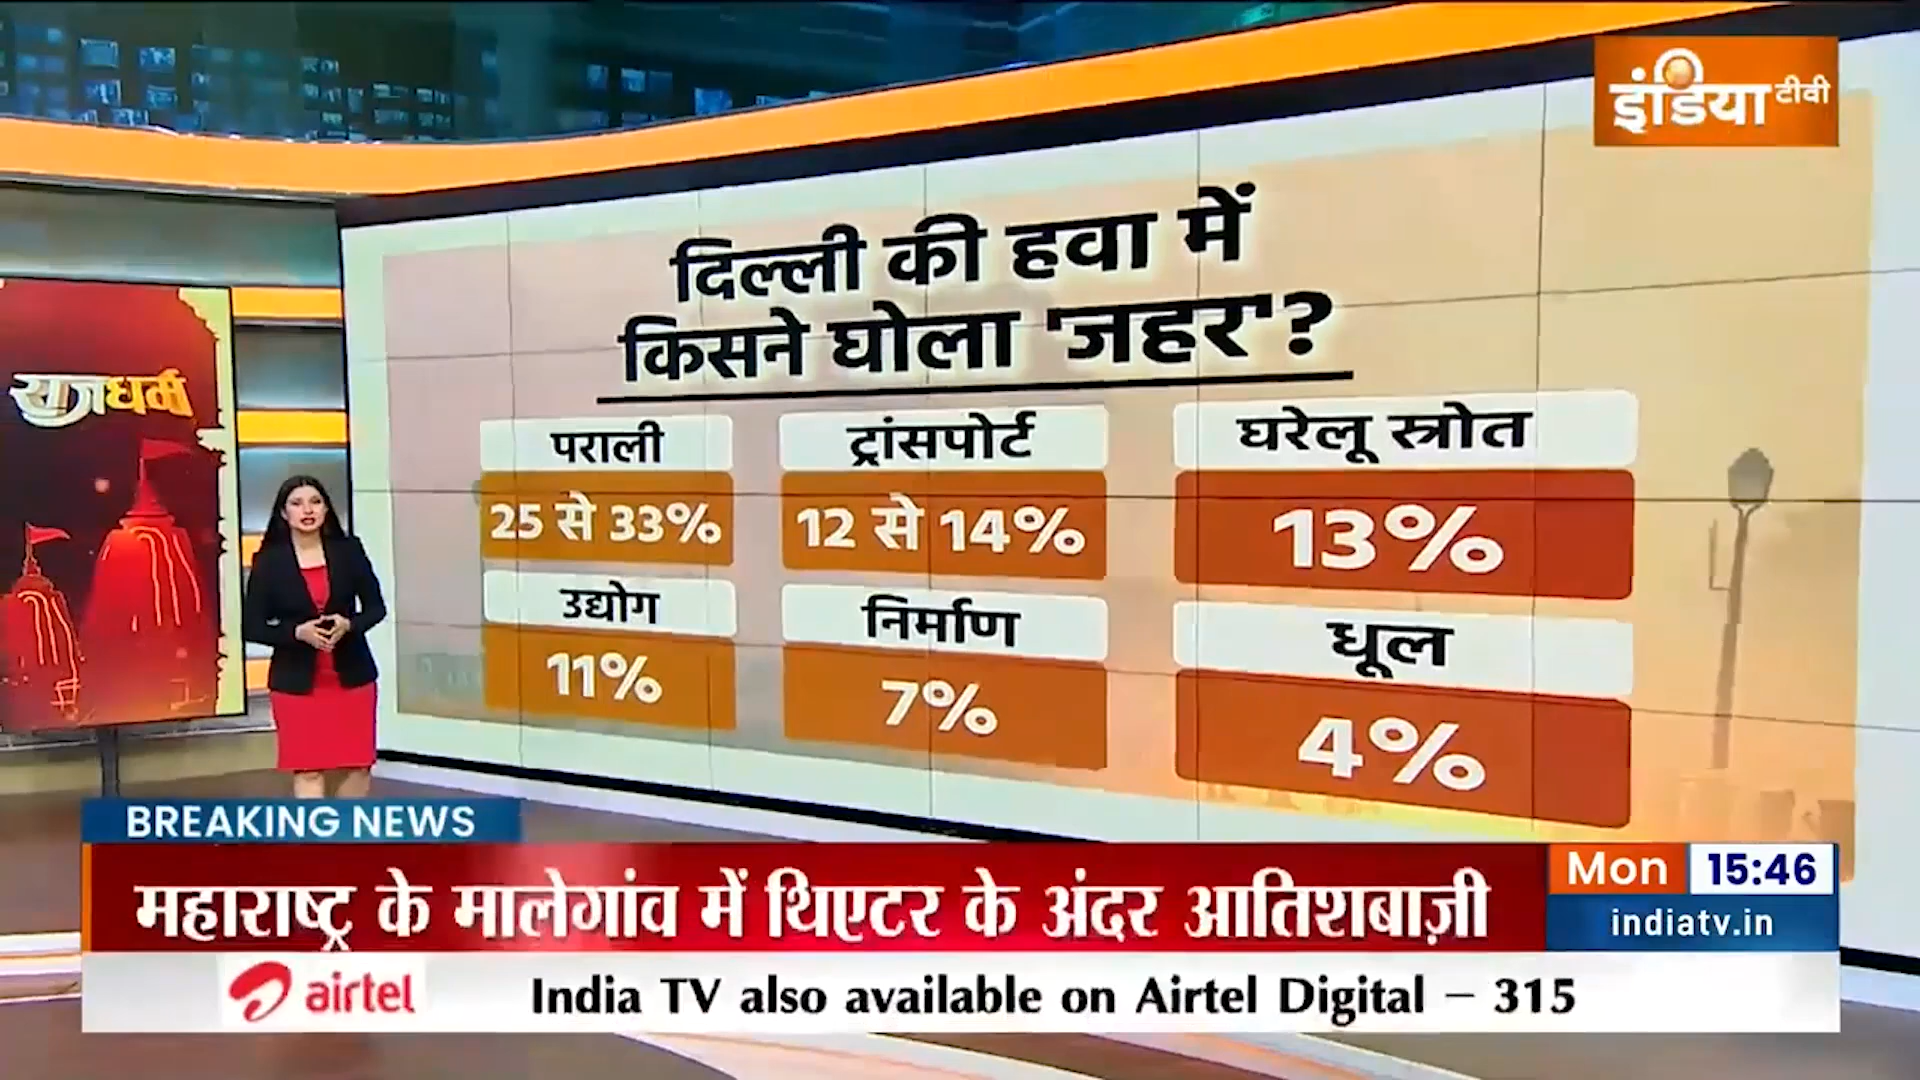 इंडिया टीवी
दिल्ली की हवा में
किसने घोला 'जहर'?
राजधर्म
पराली
25 से 33%
ट्रांसपोर्ट
12 से 14%
घरेलू स्रोत
13%
उद्योग
11%
निर्माण
7%
धूल
4%
BREAKING NEWS
महाराष्ट्र के मालेगांव में थिएटर के अंदर आतिशबाज़ी
Mon 15:46
indiatv.in
airtel India TV also available on Airtel Digital – 315